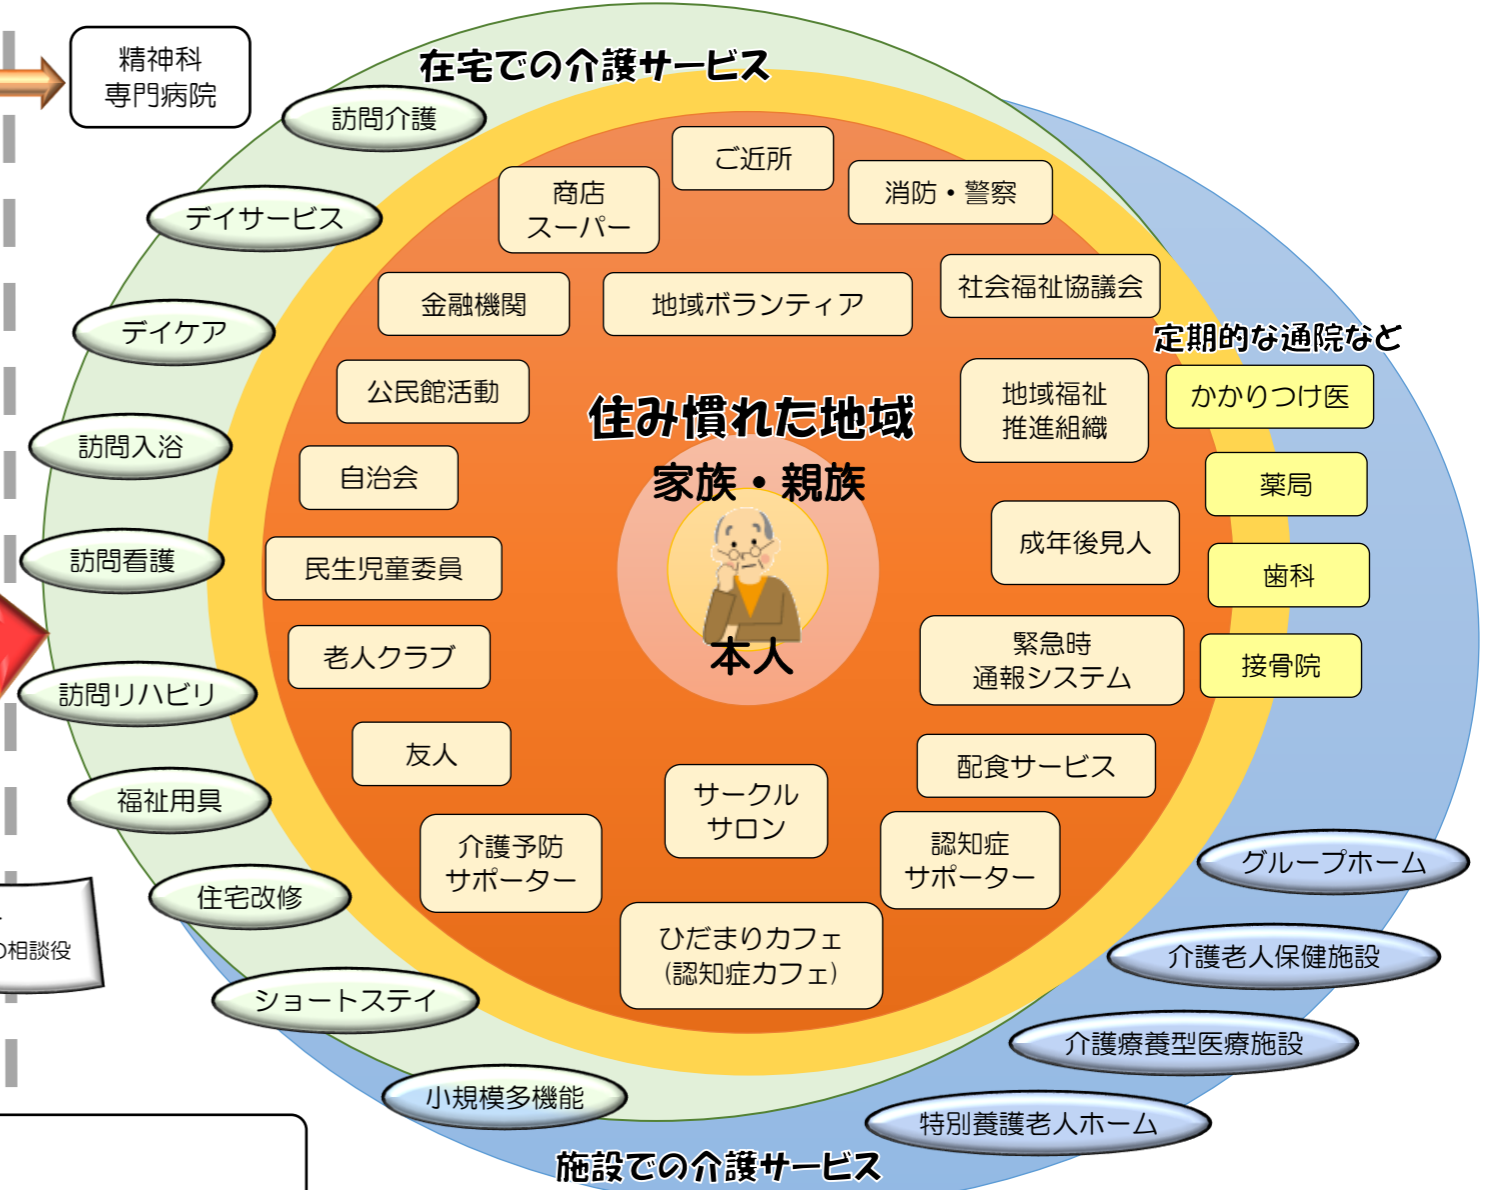 精神科
専門病院
在宅での介護サービス
訪問介護
デイサービス
デイケア
訪問入浴
訪問看護
訪問リハビリ
福祉用具
住宅改修
ショートステイ
小規模多機能
ご近所
商店
スーパー
消防・警察
金融機関
地域ボランティア
社会福祉協議会
公民館活動
住み慣れた地域
家族・親族
本人
地域福祉
推進組織
自治会
民生児童委員
成年後見人
老人クラブ
緊急時
通報システム
友人
配食サービス
サークル
サロン
介護予防
サポーター
認知症
サポーター
ひだまりカフェ
(認知症カフェ)
定期的な通院など
かかりつけ医
薬局
歯科
接骨院
グループホーム
介護老人保健施設
介護療養型医療施設
特別養護老人ホーム
施設での介護サービス
の相談役